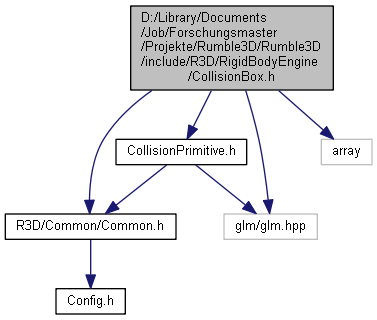 D:/Library/Documents
/Job/Forschungsmaster
/Projekte/Rumble3D/Rumble3D
/include/R3D/RigidBodyEngine
/CollisionBox.h
CollisionPrimitive.h
array
R3D/Common/Common.h
glm/glm.hpp
Config.h